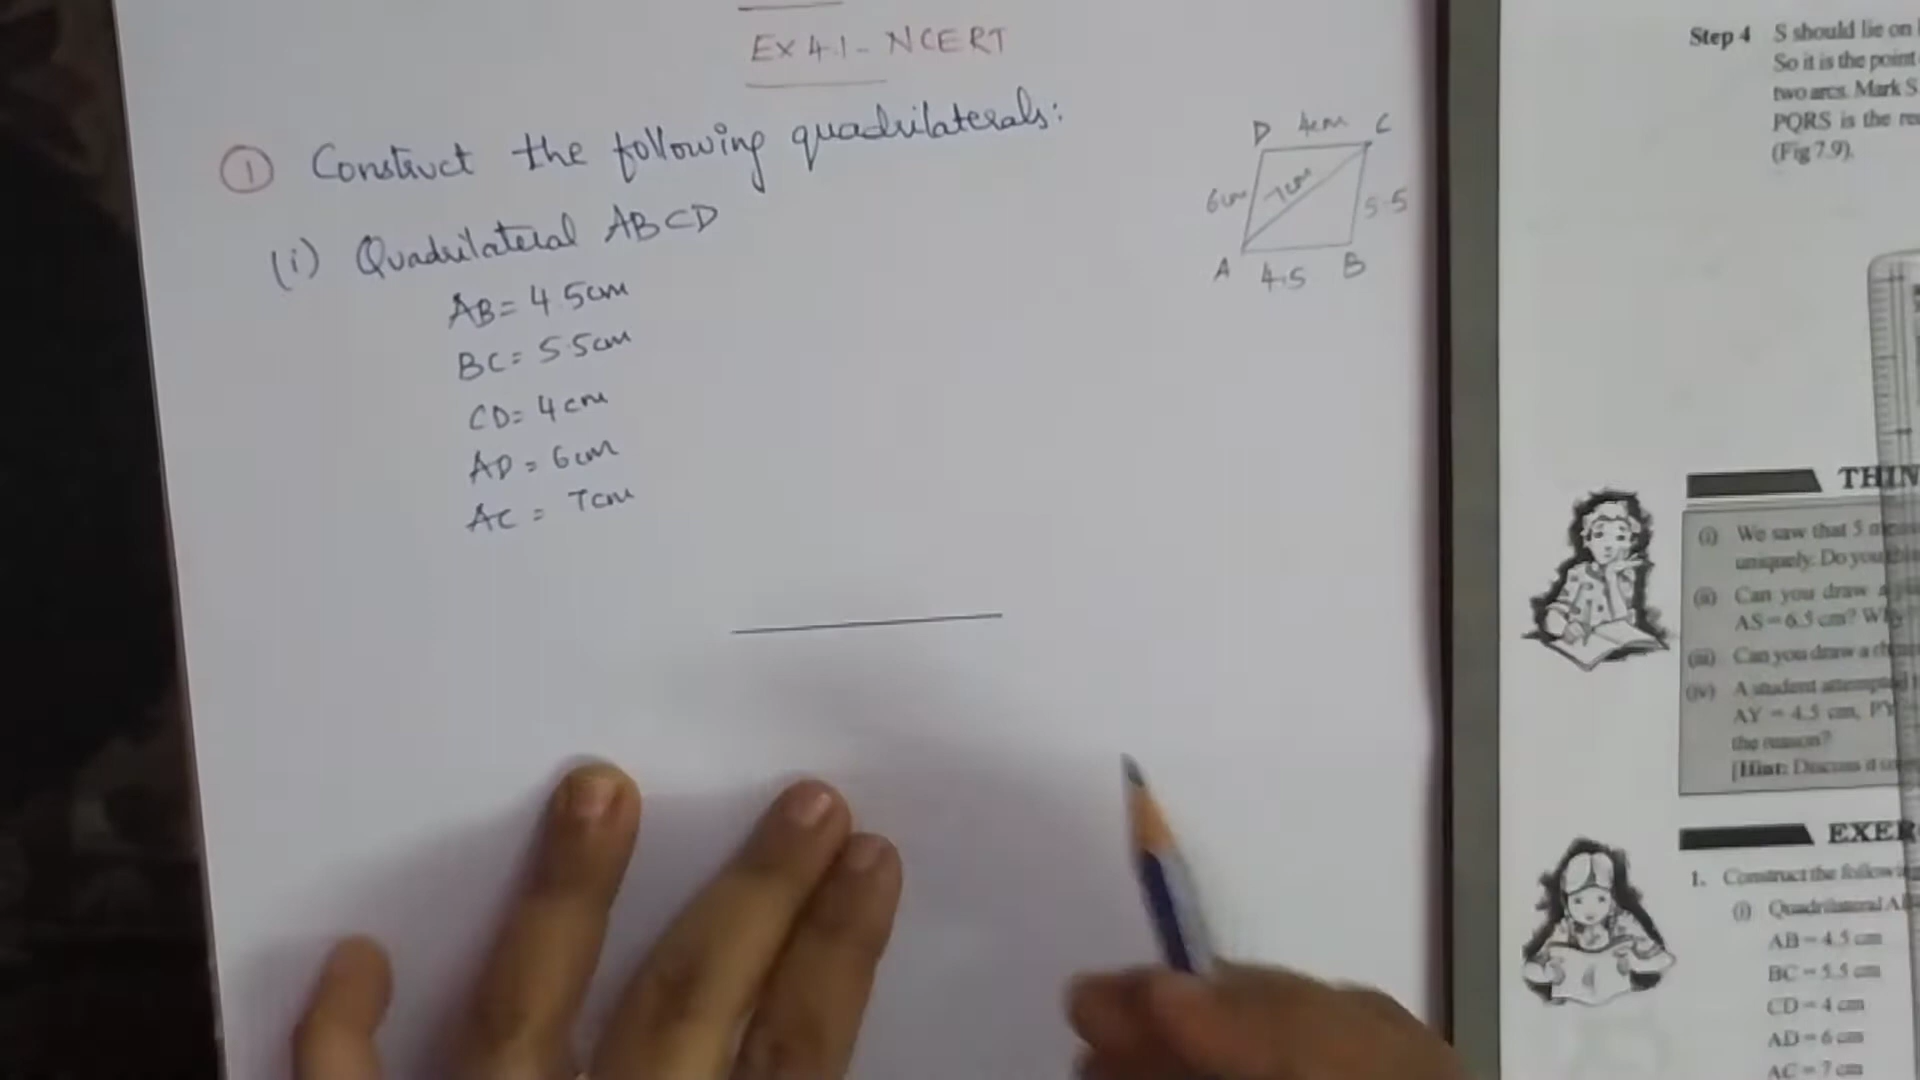 Ex 4.1 - NCERT
① Construct the following quadrilaterals:
(i) Quadrilateral ABCD
AB = 4.5cm
BC = 5.5cm
CD = 4cm
AD = 6cm
AC = 7cm
D 4cm C
6cm 7cm 5.5
A 4.5 B
Step 4 S should lie on
So it is the point
two arcs. Mark S
PQRS is the
(Fig 7.9).
THIN
(i) We saw that 5
uniquely. Do you
(ii) Can you draw a
AS = 6.5 cm? Why
(iii) Can you draw a
(iv) A student attempted
AY = 4.5 cm, PY
the reason?
[Hint: Discuss it
EXER
1. Construct the
(i) Quadrilateral
AB = 4.5 cm
BC = 5.5 cm
CD = 4 cm
AD = 6 cm
AC = 7 cm